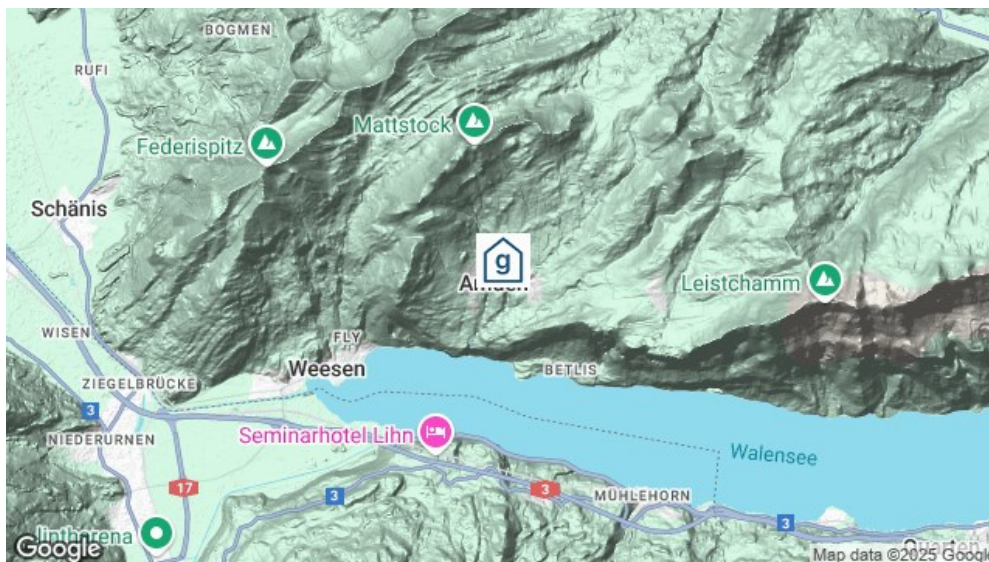 BOGMEN
RUFI
Mattstock
Federispitz
Schänis
g
Leistchamm
WISEN
FLY
Weesen
BETLIS
ZIEGELBRÜCKE
3
NIEDERURNEN
Seminarhotel Lihn
Walensee
17
3
3
MÜHLEHORN
3
lintharena
Google
Map data ©2025 Google